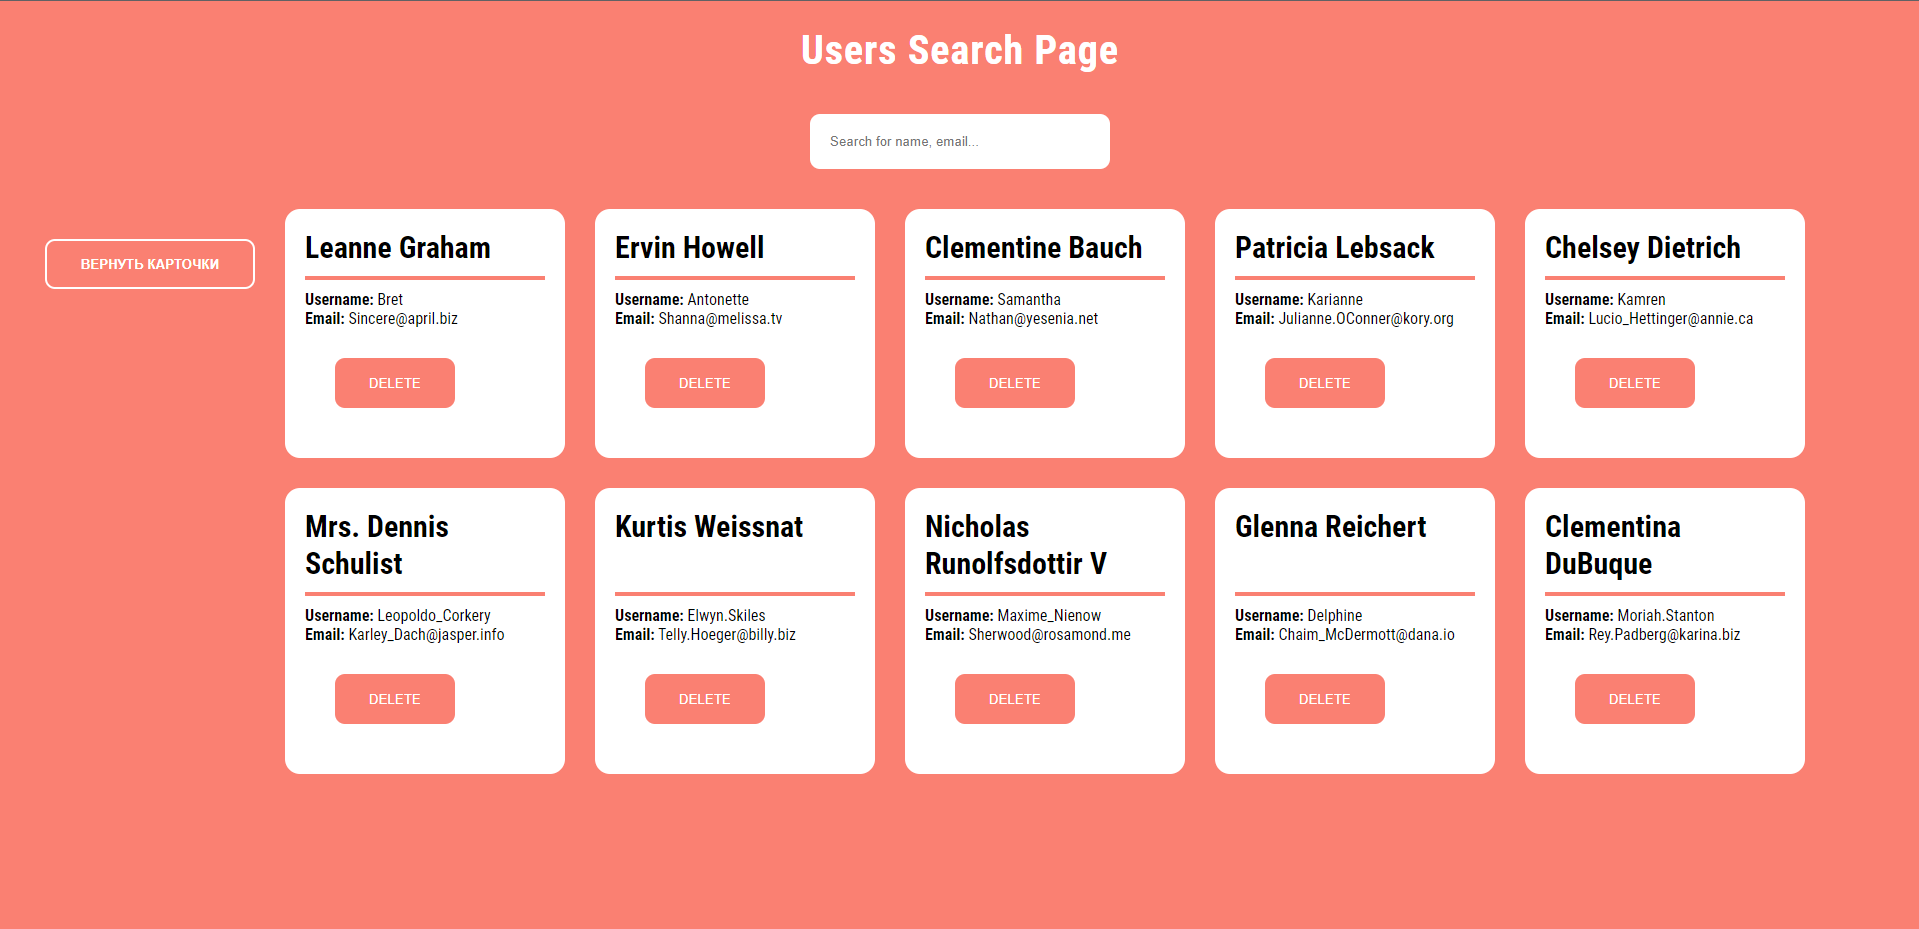 Users Search Page
Search for name, email...
ВЕРНУТЬ КАРТОЧКИ
Leanne Graham
Username: Bret
Email: Sincere@april.biz
DELETE
Ervin Howell
Username: Antonette
Email: Shanna@melissa.tv
DELETE
Clementine Bauch
Username: Samantha
Email: Nathan@yesenia.net
DELETE
Patricia Lebsack
Username: Karianne
Email: Julianne.OConner@kory.org
DELETE
Chelsey Dietrich
Username: Kamren
Email: Lucio_Hettinger@annie.ca
DELETE
Mrs. Dennis
Schulist
Username: Leopoldo_Corkery
Email: Karley_Dach@jasper.info
DELETE
Kurtis Weissnat
Username: Elwyn.Skiles
Email: Telly.Hoeger@billy.biz
DELETE
Nicholas
Runolfsdottir V
Username: Maxime_Nienow
Email: Sherwood@rosamond.me
DELETE
Glenna Reichert
Username: Delphine
Email: Chaim_McDermott@dana.io
DELETE
Clementina
DuBuque
Username: Moriah.Stanton
Email: Rey.Padberg@karina.biz
DELETE